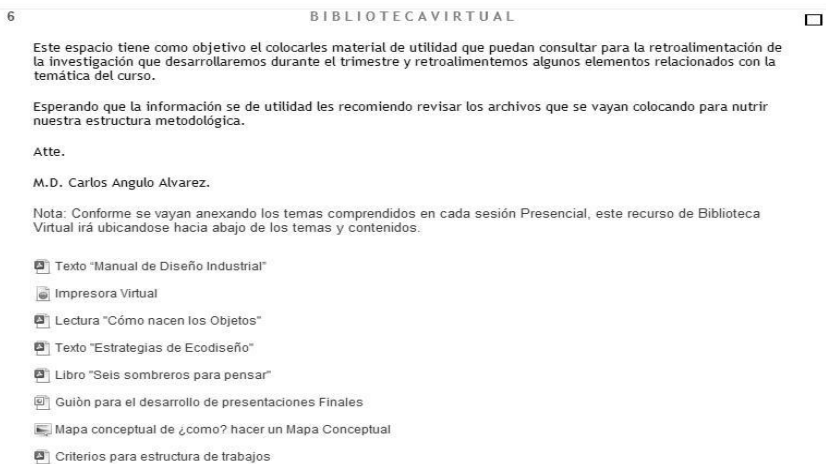 6
B I B L I O T E C A V I R T U A L
Este espacio tiene como objetivo el colocarles material de utilidad que puedan consultar para la retroalimentación de
la investigación que desarrollaremos durante el trimestre y retroalimentemos algunos elementos relacionados con la
temática del curso.
Esperando que la información se de utilidad les recomiendo revisar los archivos que se vayan colocando para nutrir
nuestra estructura metodológica.
Atte.
M.D. Carlos Angulo Alvarez.
Nota: Conforme se vayan anexando los temas comprendidos en cada sesión Presencial, este recurso de Biblioteca
Virtual irá ubicandose hacia abajo de los temas y contenidos.
Texto “Manual de Diseño Industrial”
Impresora Virtual
Lectura "Cómo nacen los Objetos"
Texto "Estrategias de Ecodiseño"
Libro "Seis sombreros para pensar"
Guiòn para el desarrollo de presentaciones Finales
Mapa conceptual de ¿como? hacer un Mapa Conceptual
Criterios para estructura de trabajos